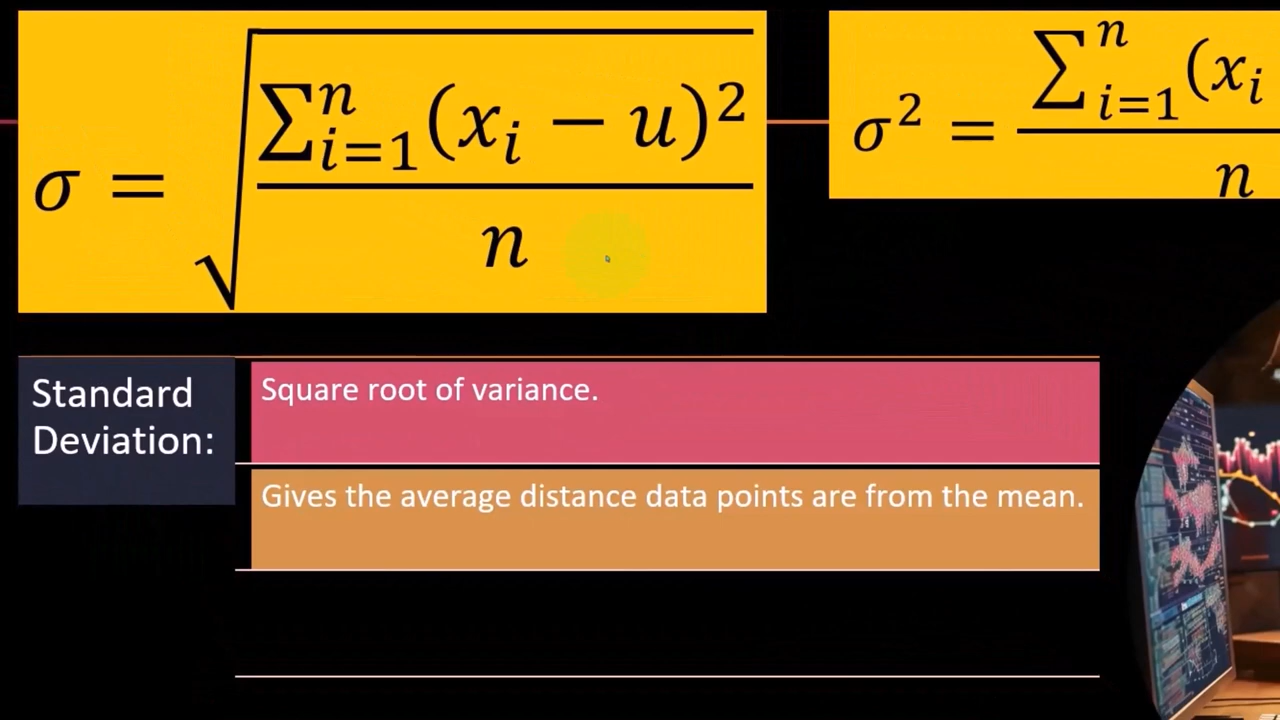 σ = √(∑ⁿᵢ₌₁(xᵢ − u)² / n)
σ² = ∑ⁿᵢ₌₁(xᵢ / n
Standard
Deviation:
Square root of variance.
Gives the average distance data points are from the mean.